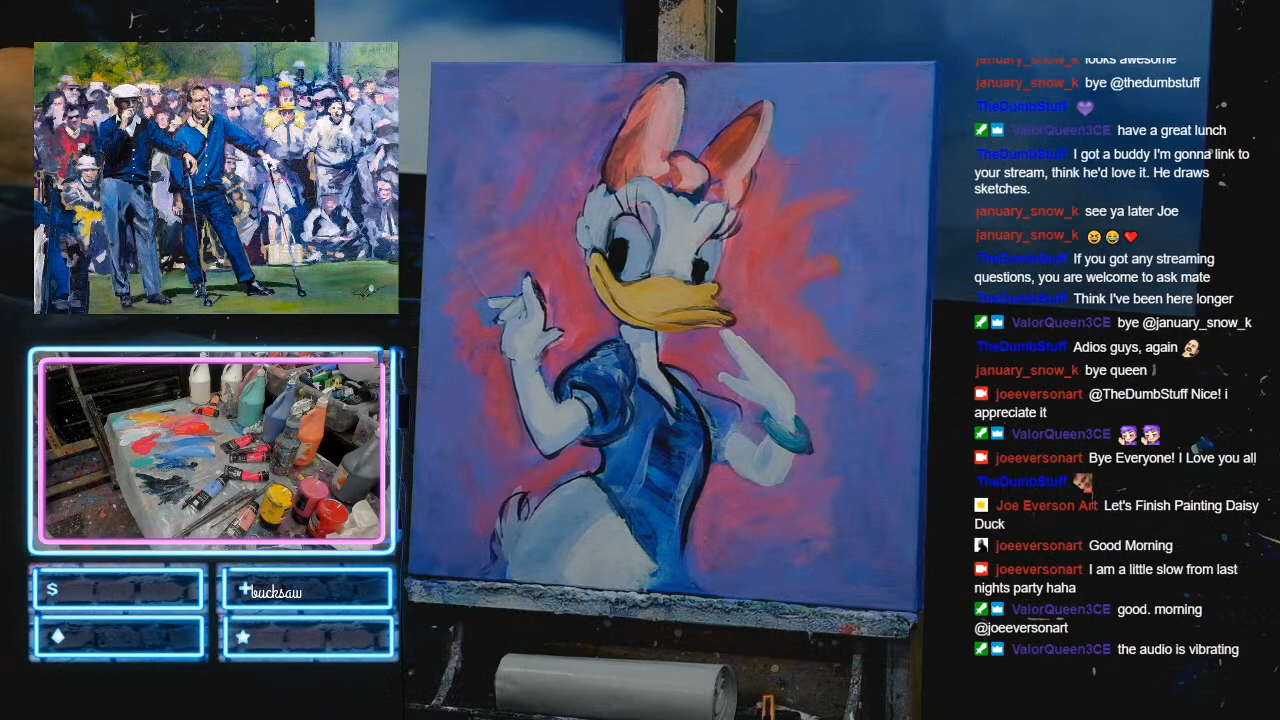 january_snow_k looks awesome
january_snow_k bye @thedumbstuff
TheDumbStuff
ValorQueen3CE have a great lunch
TheDumbStuff I got a buddy I'm gonna link to
your stream, think he'd love it. He draws
sketches.
january_snow_k see ya later Joe
january_snow_k
TheDumbStuff If you got any streaming
questions, you are welcome to ask mate
TheDumbStuff Think I've been here longer
ValorQueen3CE bye @january_snow_k
TheDumbStuff Adios guys, again
january_snow_k bye queen
joeeversonart @TheDumbStuff Nice! i
appreciate it
ValorQueen3CE
joeeversonart Bye Everyone! I Love you all
TheDumbStuff
Joe Everson Art Let's Finish Painting Daisy
Duck
joeeversonart Good Morning
joeeversonart I am a little slow from last
nights party haha
ValorQueen3CE good. morning
@joeeversonart
ValorQueen3CE the audio is vibrating
$
+bucksaw